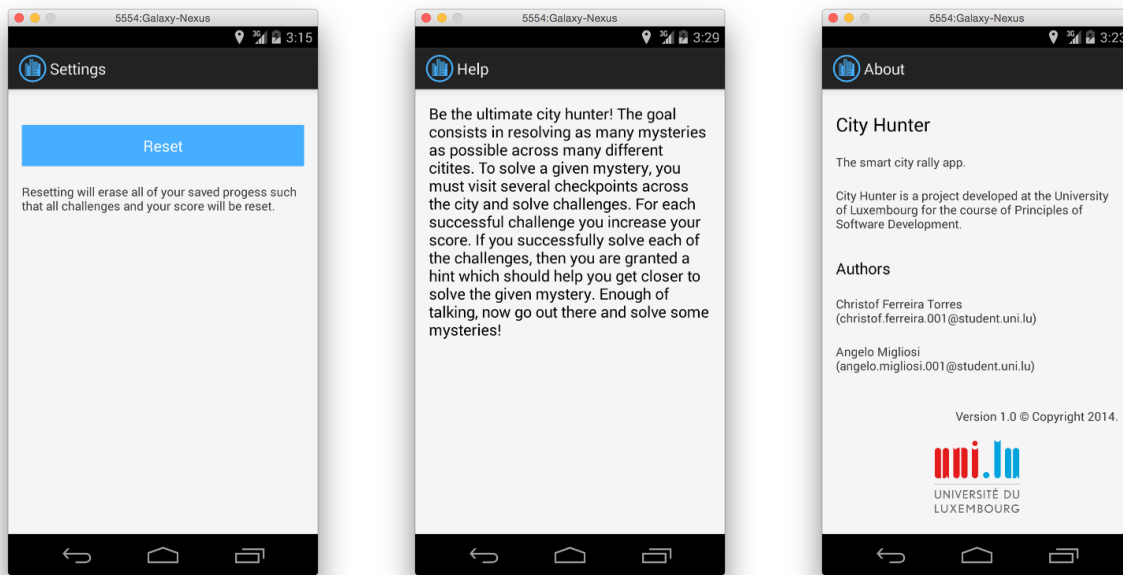 5554:Galaxy-Nexus
3G 3:15
Settings
Reset
Resetting will erase all of your saved progess such
that all challenges and your score will be reset.
5554:Galaxy-Nexus
3G 3:29
Help
Be the ultimate city hunter! The goal
consists in resolving as many mysteries
as possible across many different
citites. To solve a given mystery, you
must visit several checkpoints across
the city and solve challenges. For each
successful challenge you increase your
score. If you successfully solve each of
the challenges, then you are granted a
hint which should help you get closer to
solve the given mystery. Enough of
talking, now go out there and solve some
mysteries!
5554:Galaxy-Nexus
3G 3:23
About
City Hunter
The smart city rally app.
City Hunter is a project developed at the University
of Luxembourg for the course of Principles of
Software Development.
Authors
Christof Ferreira Torres
(christof.ferreira.001@student.uni.lu)
Angelo Migliosi
(angelo.migliosi.001@student.uni.lu)
Version 1.0 © Copyright 2014.
uni.lu
UNIVERSITÉ DU
LUXEMBOURG